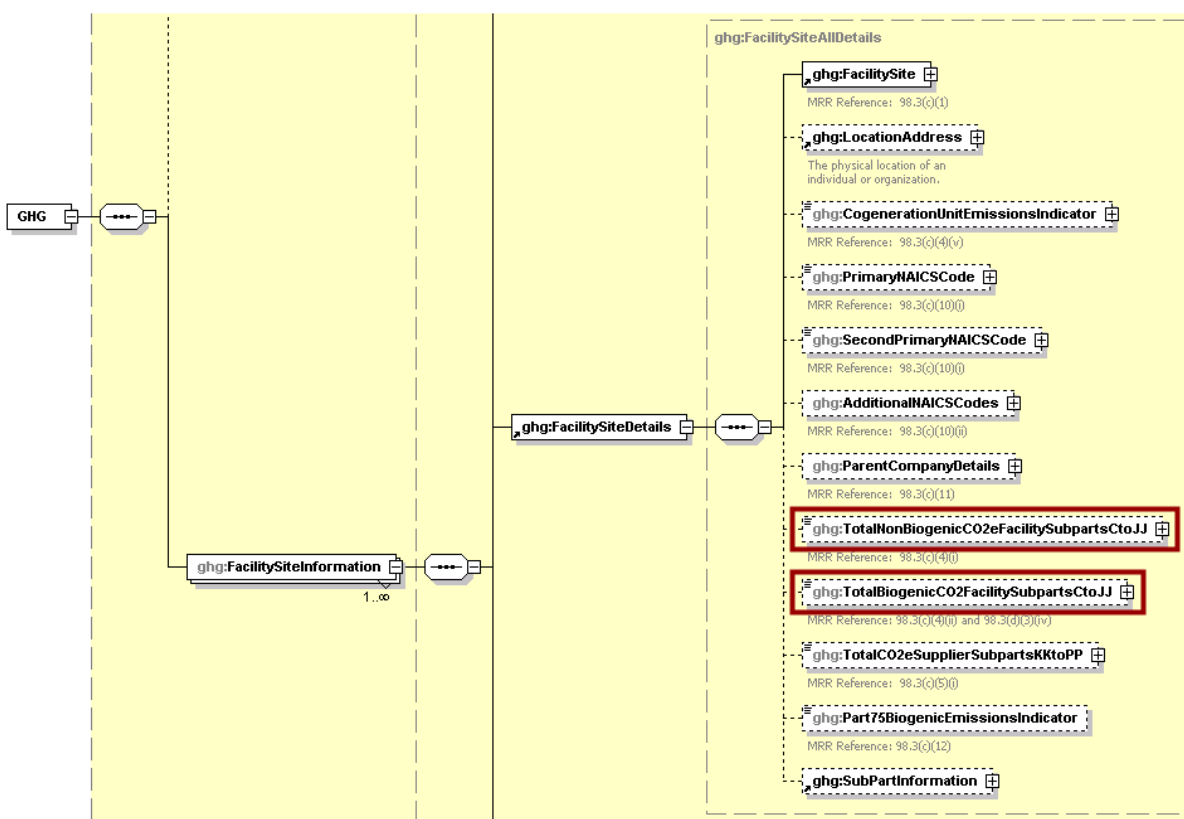 ghg:FacilitySiteAllDetails
ghg:FacilitySite
MRR Reference: 98.3(c)(1)
ghg:LocationAddress
The physical location of an
individual or organization.
GHG
ghg:CogenerationUnitEmissionsIndicator
MRR Reference: 98.3(c)(4)(v)
ghg:PrimaryNAICSCode
MRR Reference: 98.3(c)(10)(i)
ghg:SecondPrimaryNAICSCode
MRR Reference: 98.3(c)(10)(i)
ghg:AdditionalNAICSCodes
MRR Reference: 98.3(c)(10)(ii)
ghg:FacilitySiteDetails
ghg:ParentCompanyDetails
MRR Reference: 98.3(c)(11)
ghg:TotalNonBiogenicCO2eFacilitySubpartsCtoJJ
MRR Reference: 98.3(c)(4)(i)
ghg:FacilitySiteInformation
1..∞
ghg:TotalBiogenicCO2FacilitySubpartsCtoJJ
MRR Reference: 98.3(c)(4)(ii) and 98.3(d)(3)(iv)
ghg:TotalCO2eSupplierSubpartsKKtoPP
MRR Reference: 98.3(c)(5)(i)
ghg:Part75BiogenicEmissionsIndicator
MRR Reference: 98.3(c)(12)
ghg:SubPartInformation